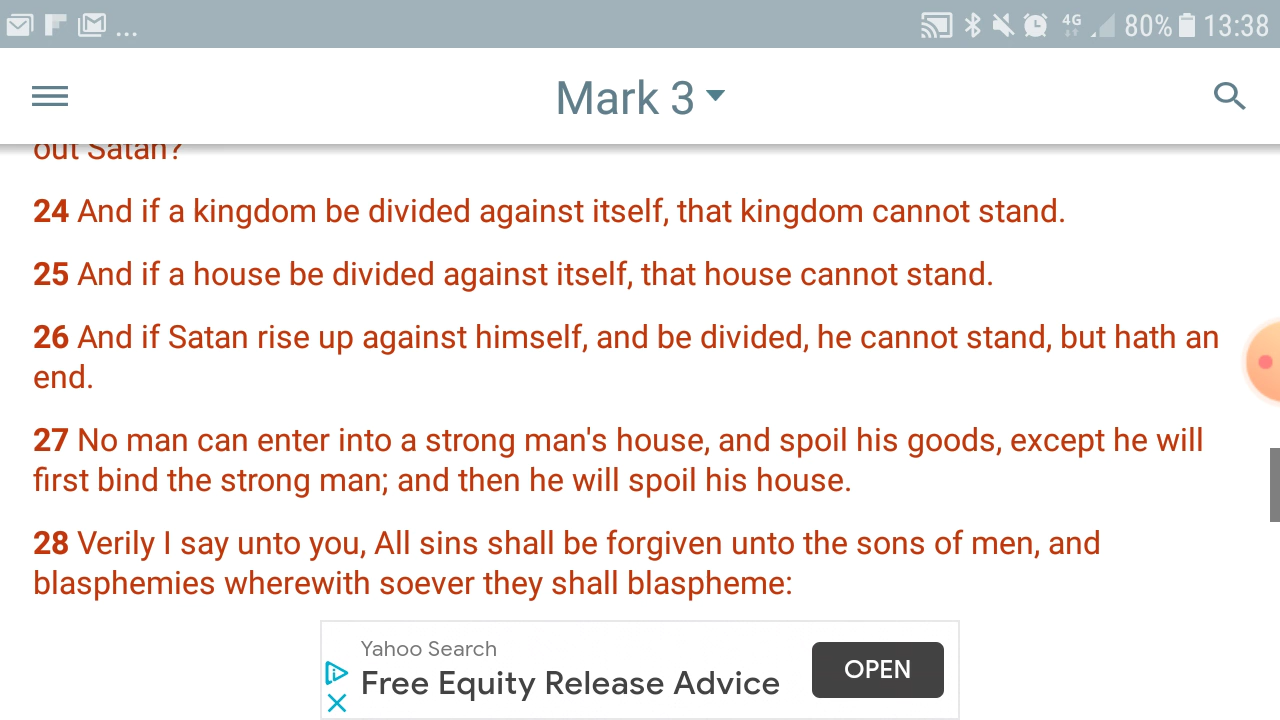 ... 4G 80% 13:38
Mark 3
out Satan?
24 And if a kingdom be divided against itself, that kingdom cannot stand.
25 And if a house be divided against itself, that house cannot stand.
26 And if Satan rise up against himself, and be divided, he cannot stand, but hath an
end.
27 No man can enter into a strong man's house, and spoil his goods, except he will
first bind the strong man; and then he will spoil his house.
28 Verily I say unto you, All sins shall be forgiven unto the sons of men, and
blasphemies wherewith soever they shall blaspheme:
Yahoo Search
Free Equity Release Advice
OPEN